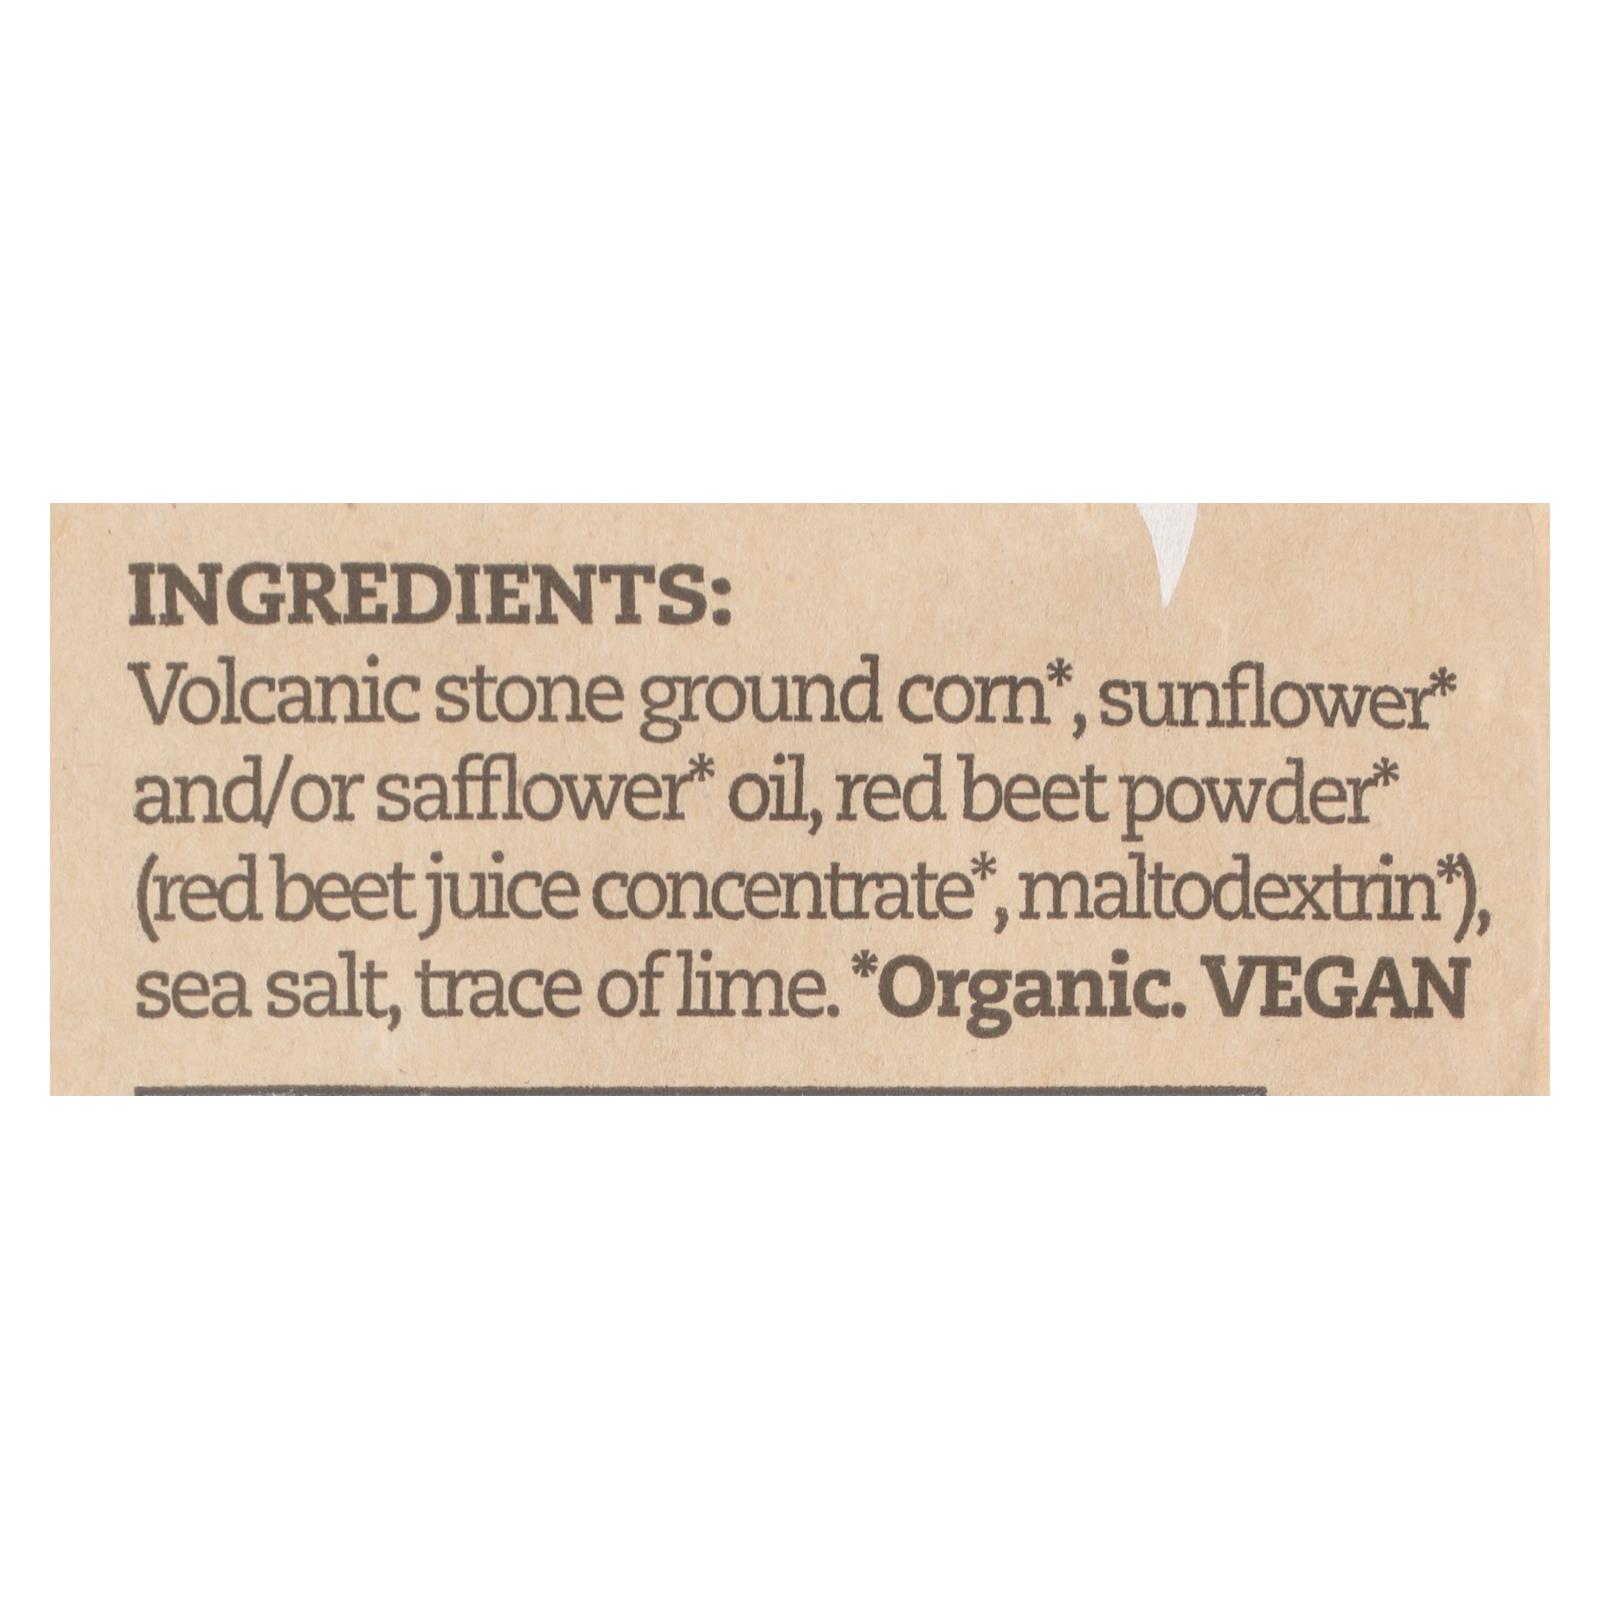 INGREDIENTS:
Volcanic stone ground corn*, sunflower*
and/or safflower* oil, red beet powder*
(red beet juice concentrate*, maltodextrin*),
sea salt, trace of lime. *Organic. VEGAN